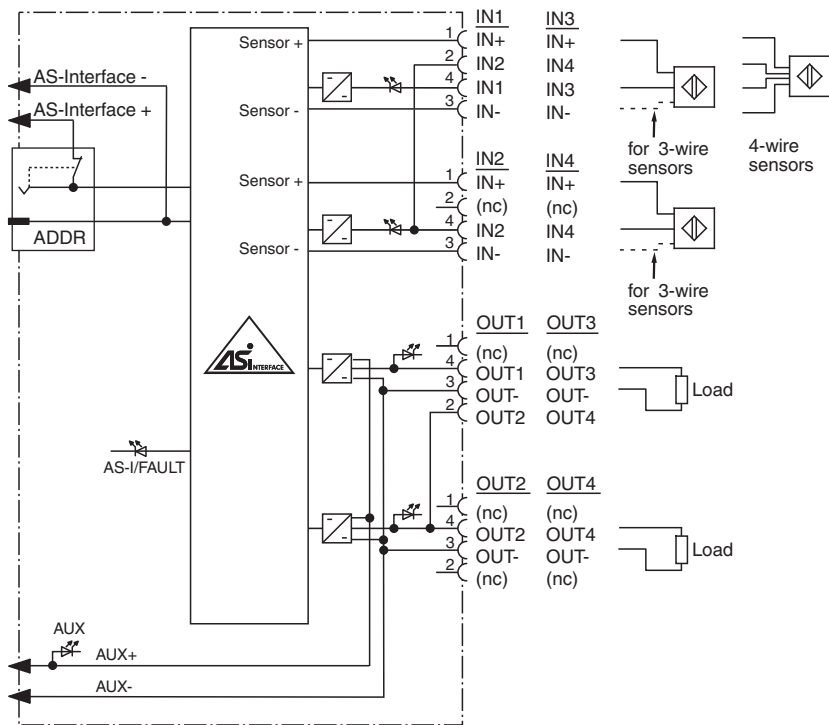 IN1 IN3
Sensor + 1 IN+ IN+
2 IN2 IN4
AS-Interface - 4 IN1 IN3
Sensor - 3 IN- IN-
AS-Interface +
for 3-wire
sensors
4-wire
sensors
IN2 IN4
Sensor + 1 IN+ IN+
2 (nc) (nc)
4 IN2 IN4
ADDR Sensor - 3 IN- IN-
for 3-wire
sensors
OUT1 OUT3
1 (nc) (nc)
ASi INTERFACE
4 OUT1 OUT3
3 OUT- OUT-
Load
2 OUT2 OUT4
AS-I/FAULT
OUT2 OUT4
1 (nc) (nc)
4 OUT2 OUT4
3 OUT- OUT-
Load
2 (nc) (nc)
AUX
AUX+
AUX-